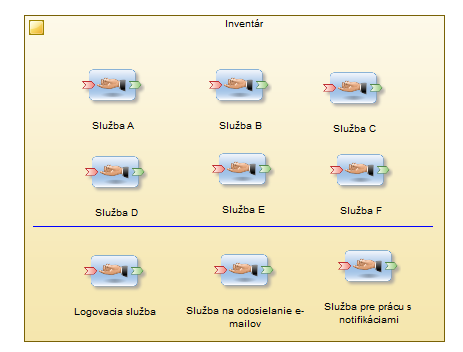 Inventár
Služba A
Služba B
Služba C
Služba D
Služba E
Služba F
Logovacia služba
Služba na odosielanie e-
mailov
Služba pre prácu s
notifikáciami